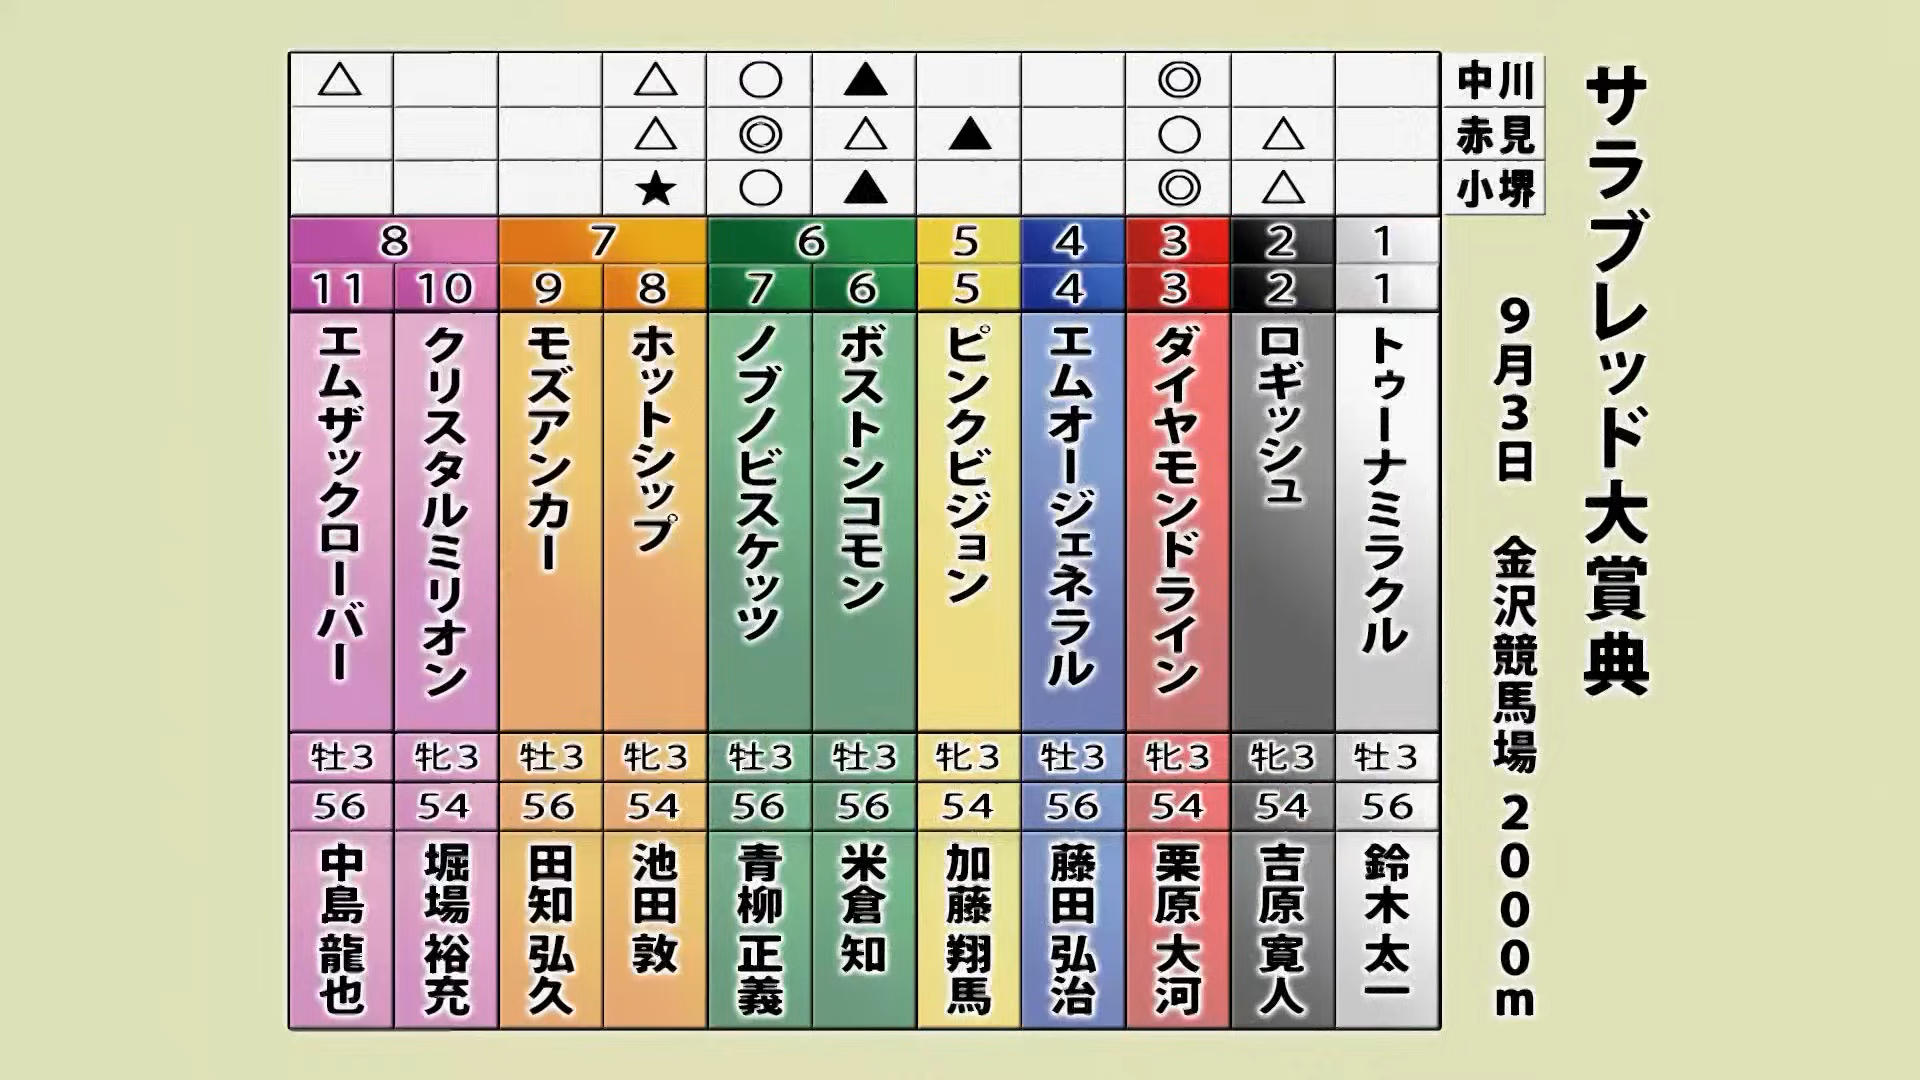 サラブレッド大賞典
9月3日 金沢競馬場 2000m
中川 △ △ ○ ▲ ◎
赤見 △ ◎ △ ▲ ○ △
小堺 ★ ○ ▲ ◎ △
1 1 トゥーナミラクル 牡3 56 鈴木太一
2 2 ロギッシュ 牝3 54 吉原寛人
3 3 ダイヤモンドライン 牝3 54 栗原大河
4 4 エムオージェネラル 牡3 56 藤田弘治
5 5 ピンクビジョン 牝3 54 加藤翔馬
6 6 ボストンコモン 牡3 56 米倉知
7 ノブノビスケッツ 牡3 56 青柳正義
7 8 ホットシップ 牝3 54 池田敦
9 モズアンカー 牡3 56 田知弘久
8 10 クリスタルミリオン 牝3 54 堀場裕充
11 エムザックローバー 牡3 56 中島龍也